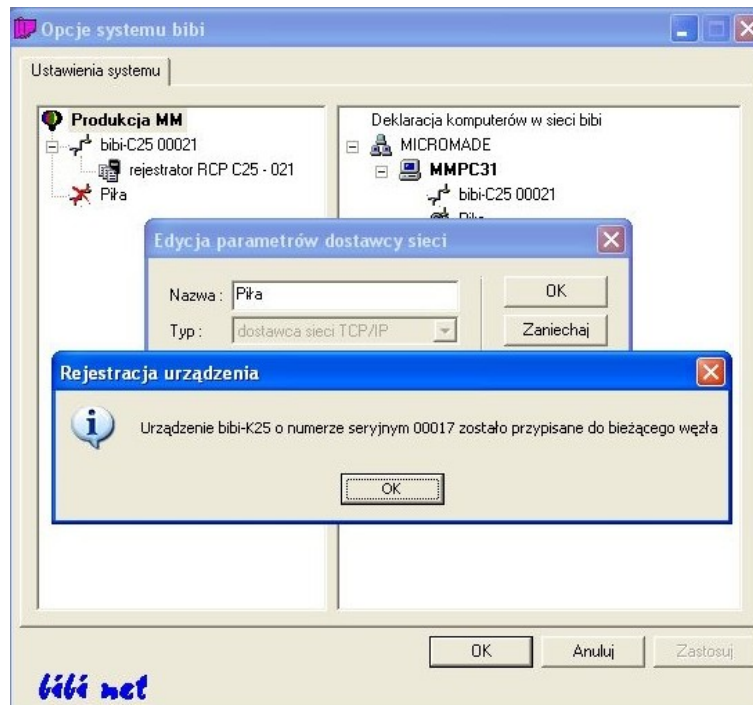 Opcje systemu bibi
Ustawienia systemu
Produkcja MM
bibi-C25 00021
rejestrator RCP C25 - 021
Piła
Deklaracja komputerów w sieci bibi
MICROMADE
MMPC31
bibi-C25 00021
Piła
Edycja parametrów dostawcy sieci
Nazwa : Piła
OK
Typ : dostawca sieci TCP/IP
Zaniechaj
Rejestracja urządzenia
Urządzenie bibi-K25 o numerze seryjnym 00017 zostało przypisane do bieżącego węzła
OK
OK Anuluj Zastosuj
bibi net